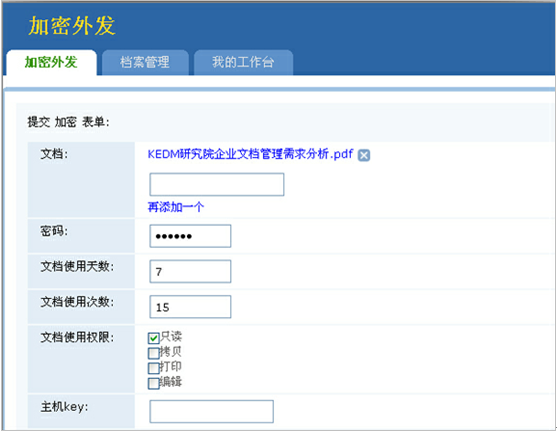 加密外发
加密外发 档案管理 我的工作台
提交 加密 表单:
文档: KEDM研究院企业文档管理需求分析.pdf
再添加一个
密码: ••••••
文档使用天数: 7
文档使用次数: 15
文档使用权限: 只读
拷贝
打印
编辑
主机key: